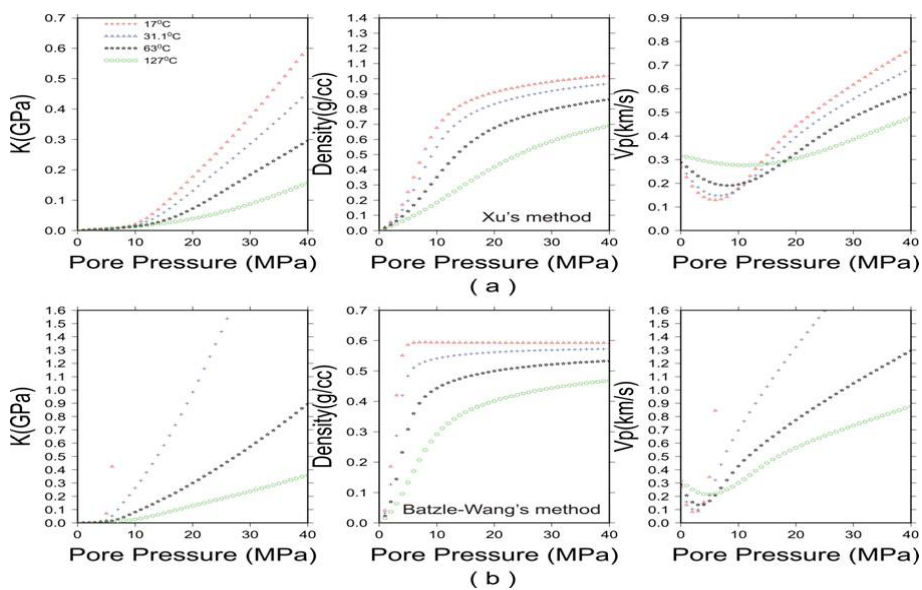 0.7
0.6
0.5
0.4
0.3
0.2
0.1
0.0
K(GPa)
17⁰C
31.1⁰C
63⁰C
127⁰C
0 10 20 30 40
Pore Pressure (MPa)
1.4
1.3
1.2
1.1
1.0
0.9
0.8
0.7
0.6
0.5
0.4
0.3
0.2
0.1
0.0
Density(g/cc)
Xu's method
0 10 20 30 40
Pore Pressure (MPa)
0.9
0.8
0.7
0.6
0.5
0.4
0.3
0.2
0.1
0.0
Vp(km/s)
0 10 20 30 40
Pore Pressure (MPa)
( a )
1.6
1.5
1.4
1.3
1.2
1.1
1.0
0.9
0.8
0.7
0.6
0.5
0.4
0.3
0.2
0.1
0.0
K(GPa)
0 10 20 30 40
Pore Pressure (MPa)
0.7
0.6
0.5
0.4
0.3
0.2
0.1
0.0
Density(g/cc)
Batzle-Wang's method
0 10 20 30 40
Pore Pressure (MPa)
1.6
1.5
1.4
1.3
1.2
1.1
1.0
0.9
0.8
0.7
0.6
0.5
0.4
0.3
0.2
0.1
0.0
Vp(km/s)
0 10 20 30 40
Pore Pressure (MPa)
( b )